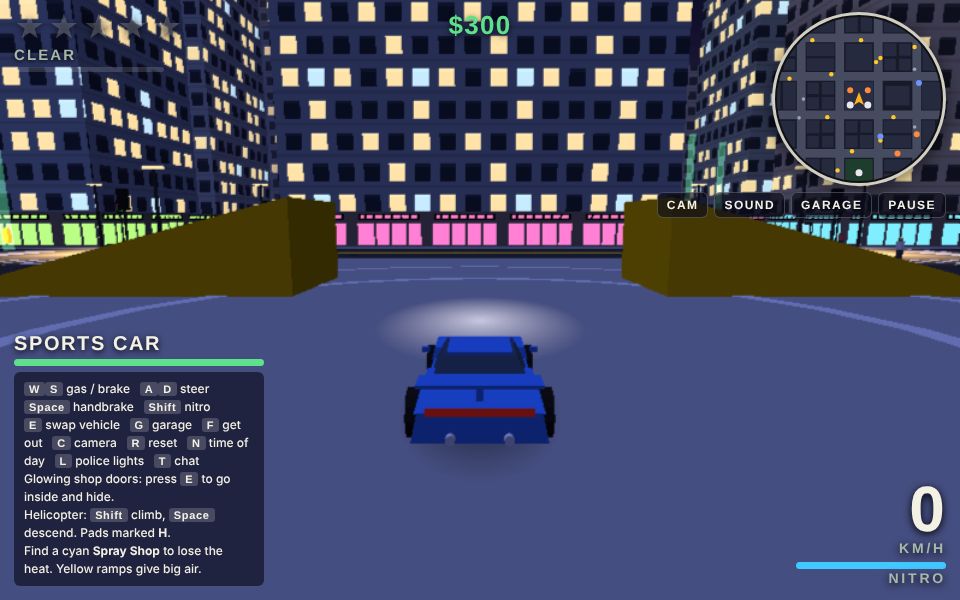 $300
CLEAR
CAM SOUND GARAGE PAUSE
SPORTS CAR
W S gas / brake A D steer
Space handbrake Shift nitro
E swap vehicle G garage F get
out C camera R reset N time of
day L police lights T chat
Glowing shop doors: press E to go
inside and hide.
Helicopter: Shift climb, Space
descend. Pads marked H.
Find a cyan Spray Shop to lose the
heat. Yellow ramps give big air.
0
KM/H
NITRO